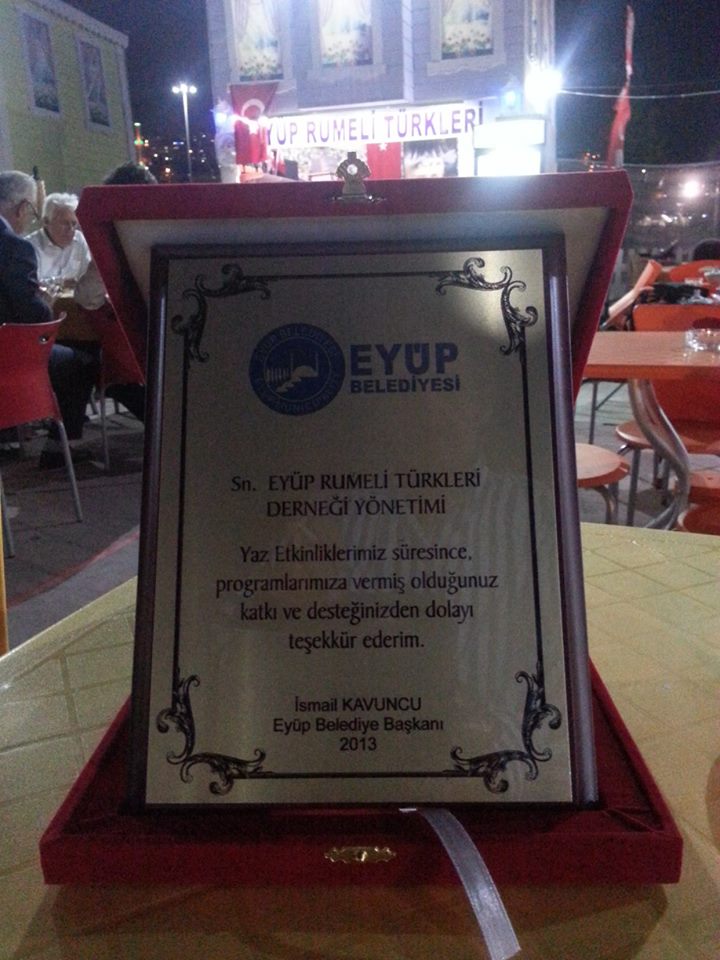 EYÜP RUMELİ TÜRKLERİ
EYÜP
BELEDİYESİ
Sn. EYÜP RUMELİ TÜRKLERİ
DERNEĞİ YÖNETİMİ
Yaz Etkinliklerimiz süresince,
programlarımıza vermiş olduğunuz
katkı ve desteğinizden dolayı
teşekkür ederim.
İsmail KAVUNCU
Eyüp Belediye Başkanı
2013